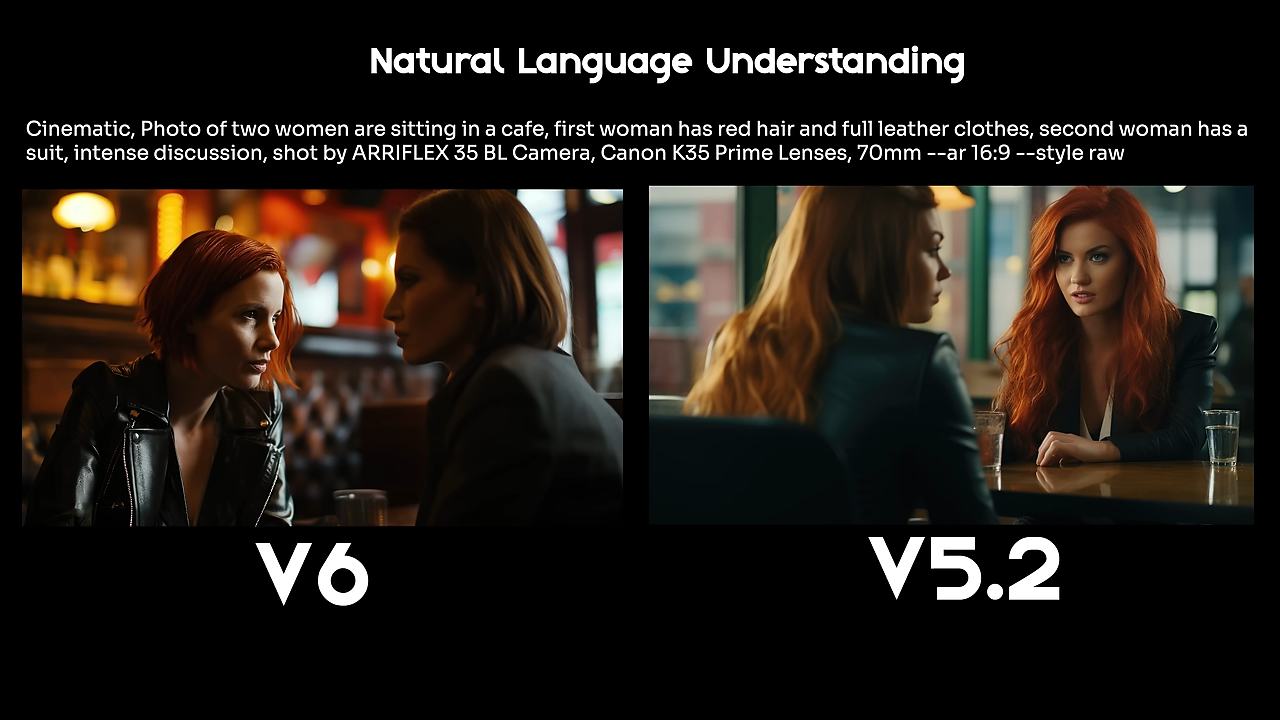 Natural Language Understanding
Cinematic, Photo of two women are sitting in a cafe, first woman has red hair and full leather clothes, second woman has a
suit, intense discussion, shot by ARRIFLEX 35 BL Camera, Canon K35 Prime Lenses, 70mm --ar 16:9 --style raw
V6
V5.2